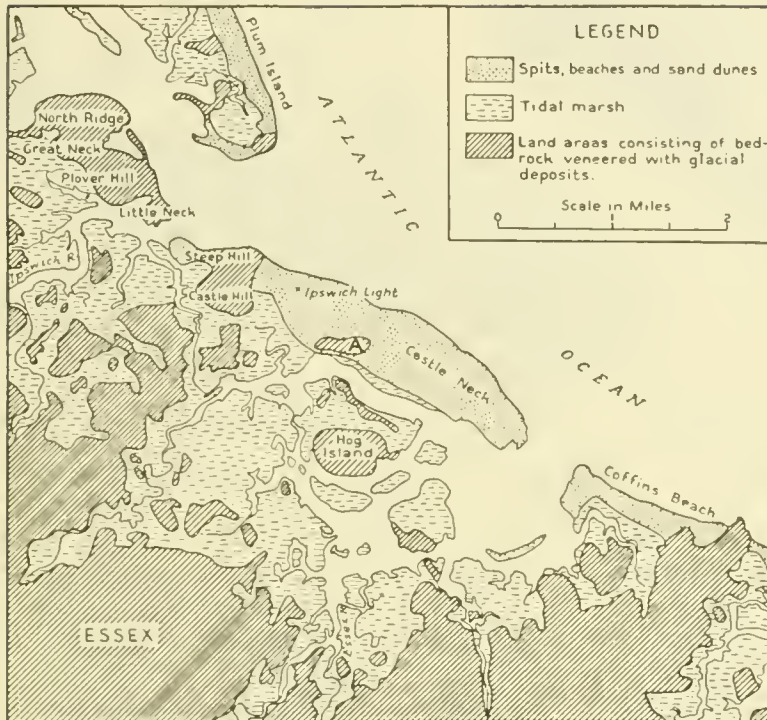 LEGEND
Spits, beaches and sand dunes
Tidal marsh
Land areas consisting of bed-
rock veneered with glacial
deposits.
Scale in Miles
0 2
Plum Island
ATLANTIC
North Ridge
Great Neck
Plover Hill
Little Neck
Ipswich R.
Steep Hill
Castle Hill
Ipswich Light
A
Castle Neck
OCEAN
Hog
Island
Coffins Beach
ESSEX
Essex R.